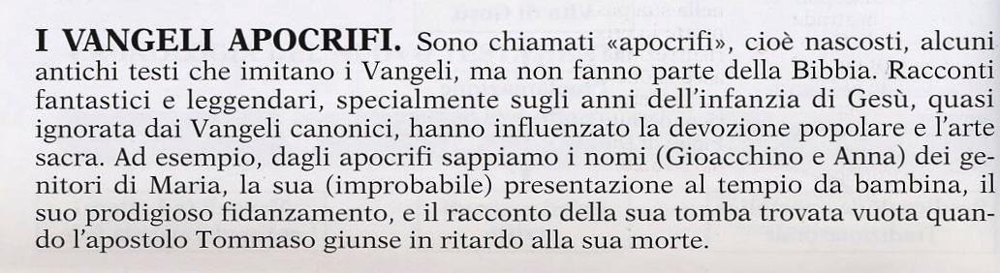 I VANGELI APOCRIFI. Sono chiamati «apocrifi», cioè nascosti, alcuni
antichi testi che imitano i Vangeli, ma non fanno parte della Bibbia. Racconti
fantastici e leggendari, specialmente sugli anni dell'infanzia di Gesù, quasi
ignorata dai Vangeli canonici, hanno influenzato la devozione popolare e l'arte
sacra. Ad esempio, dagli apocrifi sappiamo i nomi (Gioacchino e Anna) dei ge-
nitori di Maria, la sua (improbabile) presentazione al tempio da bambina, il
suo prodigioso fidanzamento, e il racconto della sua tomba trovata vuota quan-
do l'apostolo Tommaso giunse in ritardo alla sua morte.